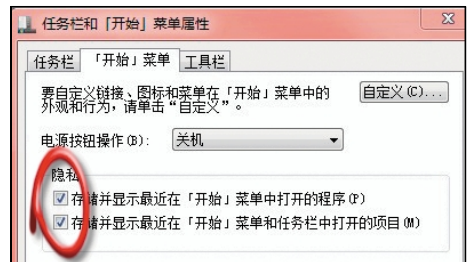 任务栏和「开始」菜单属性
任务栏 「开始」菜单 工具栏
要自定义链接、图标和菜单在「开始」菜单中的
外观和行为，请单击“自定义”。
自定义(C)...
电源按钮操作(B)： 关机
隐私
存储并显示最近在「开始」菜单中打开的程序(P)
存储并显示最近在「开始」菜单和任务栏中打开的项目(M)